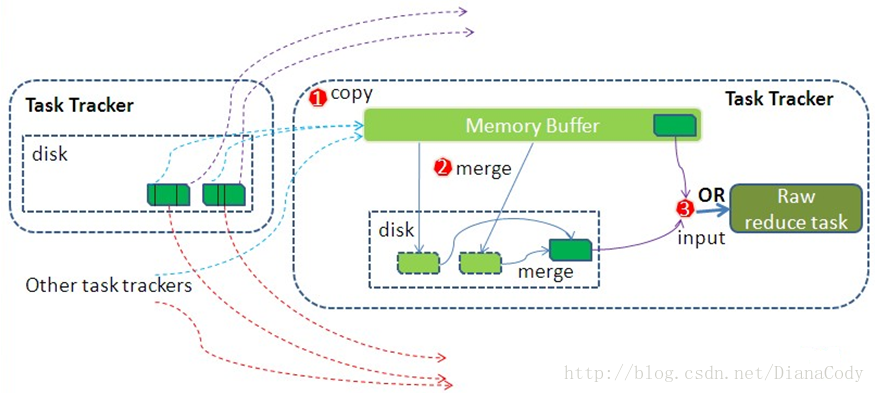 1 copy
Task Tracker
Task Tracker
disk
Memory Buffer
2 merge
OR
3
Raw
reduce task
disk
input
merge
Other task trackers
http://blog.csdn.net/DianaCody